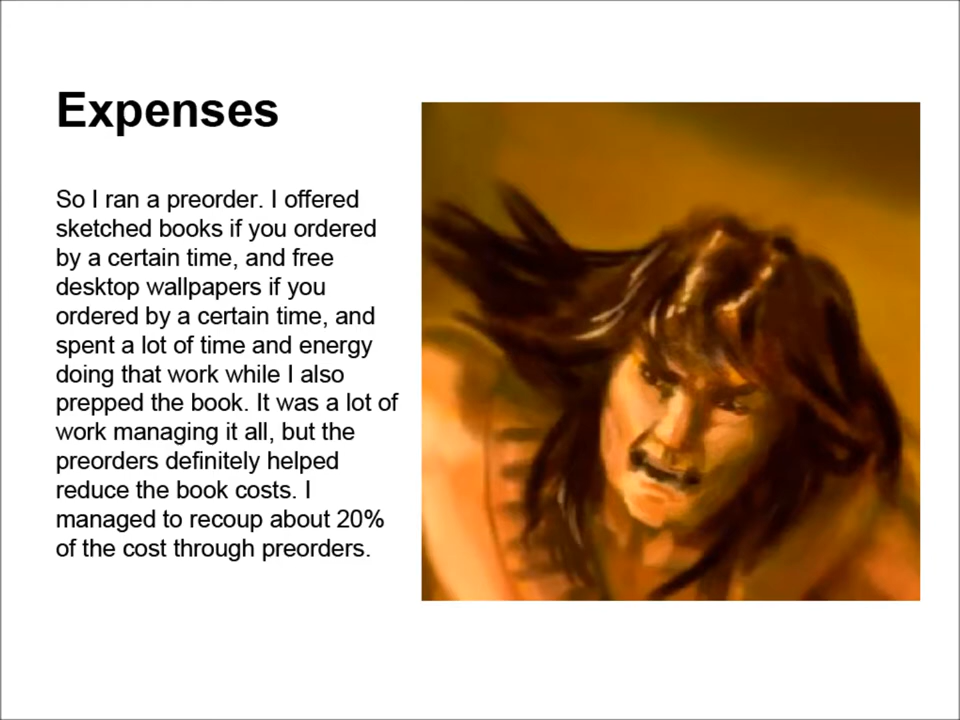 Expenses
So I ran a preorder. I offered
sketched books if you ordered
by a certain time, and free
desktop wallpapers if you
ordered by a certain time, and
spent a lot of time and energy
doing that work while I also
prepped the book. It was a lot of
work managing it all, but the
preorders definitely helped
reduce the book costs. I
managed to recoup about 20%
of the cost through preorders.